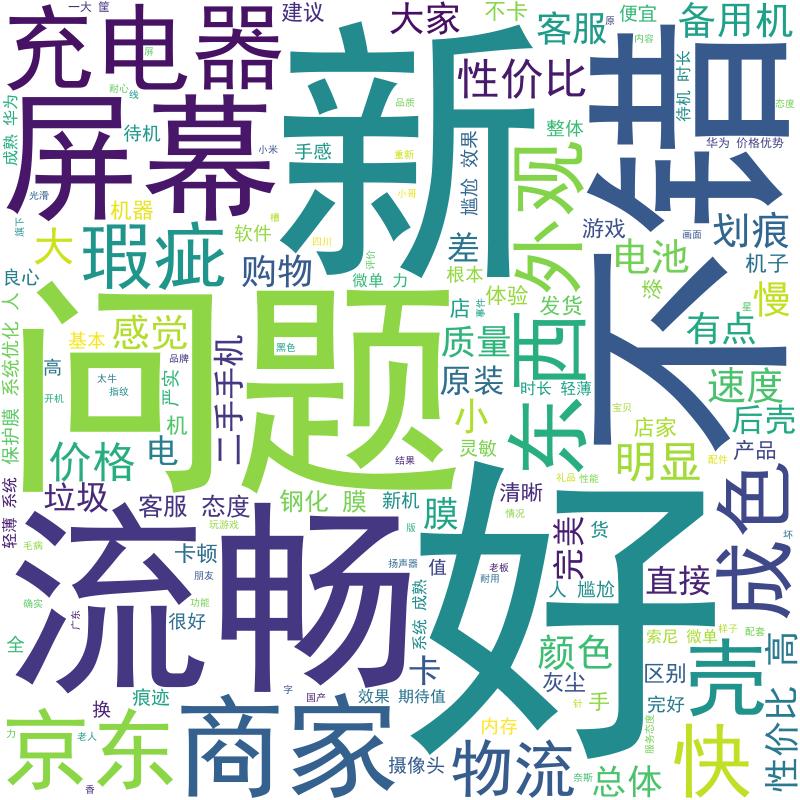 一大 筐
建议
大家
不卡
原
便宜
充电器
屏
新
客服
内容
备用机
耐心
线
不错
成熟 华为
屏幕
性价比
品质
待机 时长
态度
待机
手感
小米
重新
尴尬 效果
整体
外观
华为 价格优势
光滑
小哥
旗下
机器
槽
大
瑕疵
软件
四川
差
游戏
画面
划痕
评价
良心
购物
微单 力
根本
电池
机子
店
体验
发货
慢
人
系统优化
问题
事件
星
基本
感觉
二手手机
黑色
质量
东西
有点
品牌
高
太牛
严实
原装
时长 轻薄
速度
开机
指纹
机
小
宝贝
店家
后壳
保护膜
价格
电
灵敏
明显
产品
结果
配件
轻薄 系统
垃圾
客服 态度
钢化 膜
新机
清晰
礼品
性能
成色
毛病
流畅
玩游戏
版
膜
好
情况
完美
货
坏
卡顿
扬声器
值
老板
直接
朋友
耐用
人 尴尬
确实
功能
系统 成熟
广东
很好
索尼 微单
样子
配套
全
颜色
壳
高
卡
灰尘
区别
性价比
痕迹
字
国产
效果 期待值
针
手
完好
换
京东
商家
内存
服务态度
快
力
老人
摄像头
物流
奈斯
总体
香